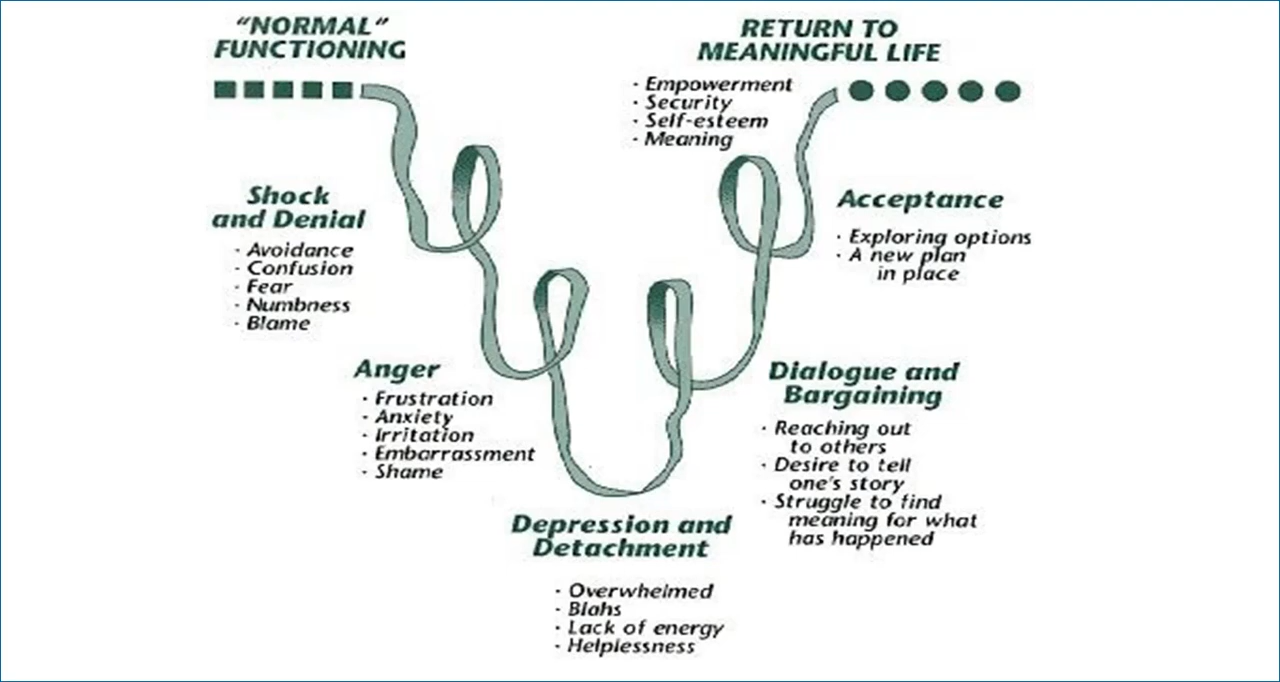 "NORMAL"
FUNCTIONING
RETURN TO
MEANINGFUL LIFE
· Empowerment
· Security
· Self-esteem
· Meaning
Shock
and Denial
· Avoidance
· Confusion
· Fear
· Numbness
· Blame
Anger
· Frustration
· Anxiety
· Irritation
· Embarrassment
· Shame
Depression and
Detachment
· Overwhelmed
· Blahs
· Lack of energy
· Helplessness
Dialogue and
Bargaining
· Reaching out
to others
· Desire to tell
one's story
· Struggle to find
meaning for what
has happened
Acceptance
· Exploring options
· A new plan
in place